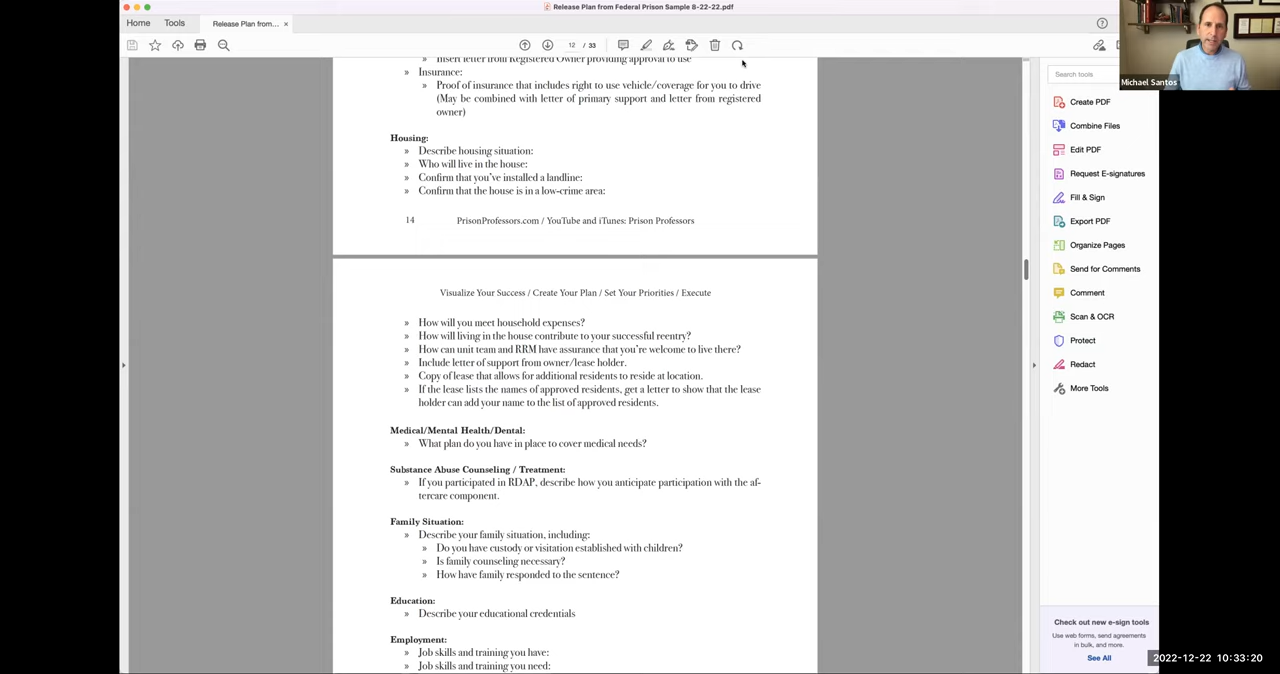 Release Plan from Federal Prison Sample 8-22-22.pdf
Home
Tools
Release Plan from...
12 / 33
Insert letter from Registered Owner providing approval to use
» Insurance:
» Proof of insurance that includes right to use vehicle/coverage for you to drive
(May be combined with letter of primary support and letter from registered
owner)
Housing:
» Describe housing situation:
» Who will live in the house:
» Confirm that you've installed a landline:
» Confirm that the house is in a low-crime area:
14
PrisonProfessors.com / YouTube and iTunes: Prison Professors
Visualize Your Success / Create Your Plan / Set Your Priorities / Execute
» How will you meet household expenses?
» How will living in the house contribute to your successful reentry?
» How can unit team and RRM have assurance that you're welcome to live there?
» Include letter of support from owner/lease holder.
» Copy of lease that allows for additional residents to reside at location.
» If the lease lists the names of approved residents, get a letter to show that the lease
holder can add your name to the list of approved residents.
Medical/Mental Health/Dental:
» What plan do you have in place to cover medical needs?
Substance Abuse Counseling / Treatment:
» If you participated in RDAP, describe how you anticipate participation with the af-
tercare component.
Family Situation:
» Describe your family situation, including:
» Do you have custody or visitation established with children?
» Is family counseling necessary?
» How have family responded to the sentence?
Education:
» Describe your educational credentials
Employment:
» Job skills and training you have:
» Job skills and training you need:
Search tools
Create PDF
Combine Files
Edit PDF
Request E-signatures
Fill & Sign
Export PDF
Organize Pages
Send for Comments
Comment
Scan & OCR
Protect
Redact
More Tools
Check out new e-sign tools
Use web forms, send agreements
in bulk, and more.
See All
Michael Santos
2022-12-22 10:33:20